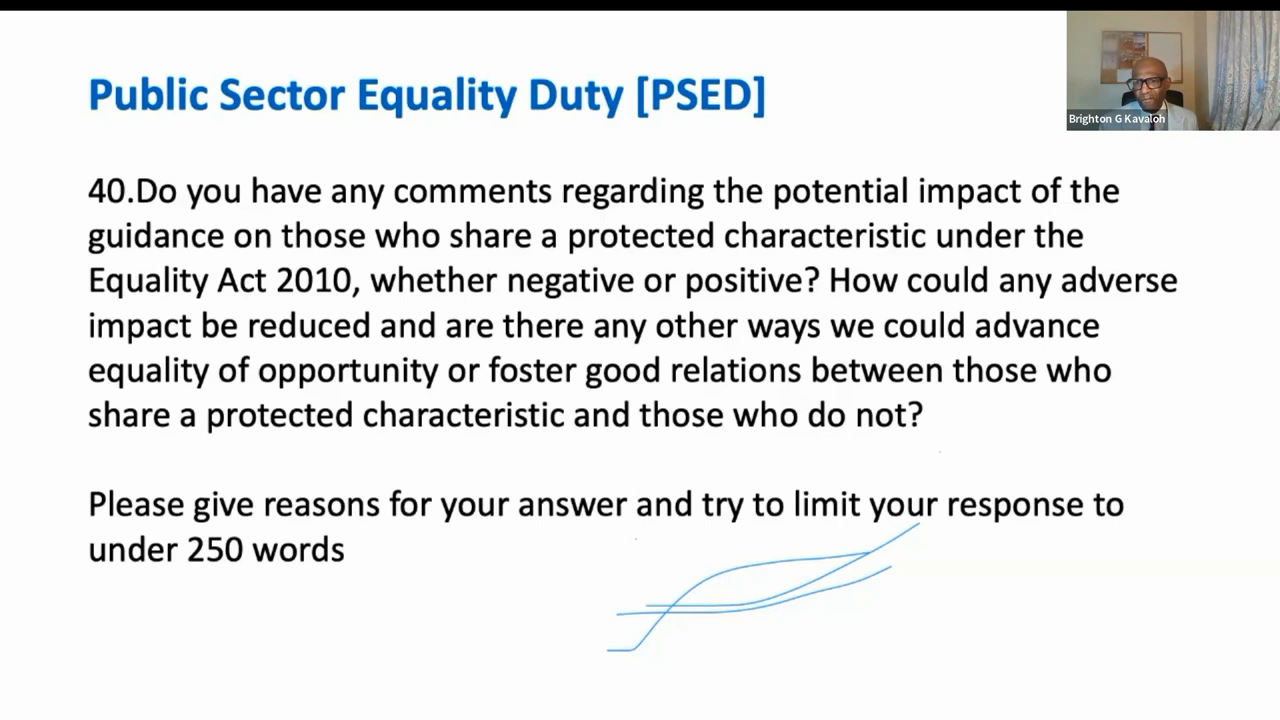 Public Sector Equality Duty [PSED]
Brighton G Kavaloh
40.Do you have any comments regarding the potential impact of the
guidance on those who share a protected characteristic under the
Equality Act 2010, whether negative or positive? How could any adverse
impact be reduced and are there any other ways we could advance
equality of opportunity or foster good relations between those who
share a protected characteristic and those who do not?
Please give reasons for your answer and try to limit your response to
under 250 words